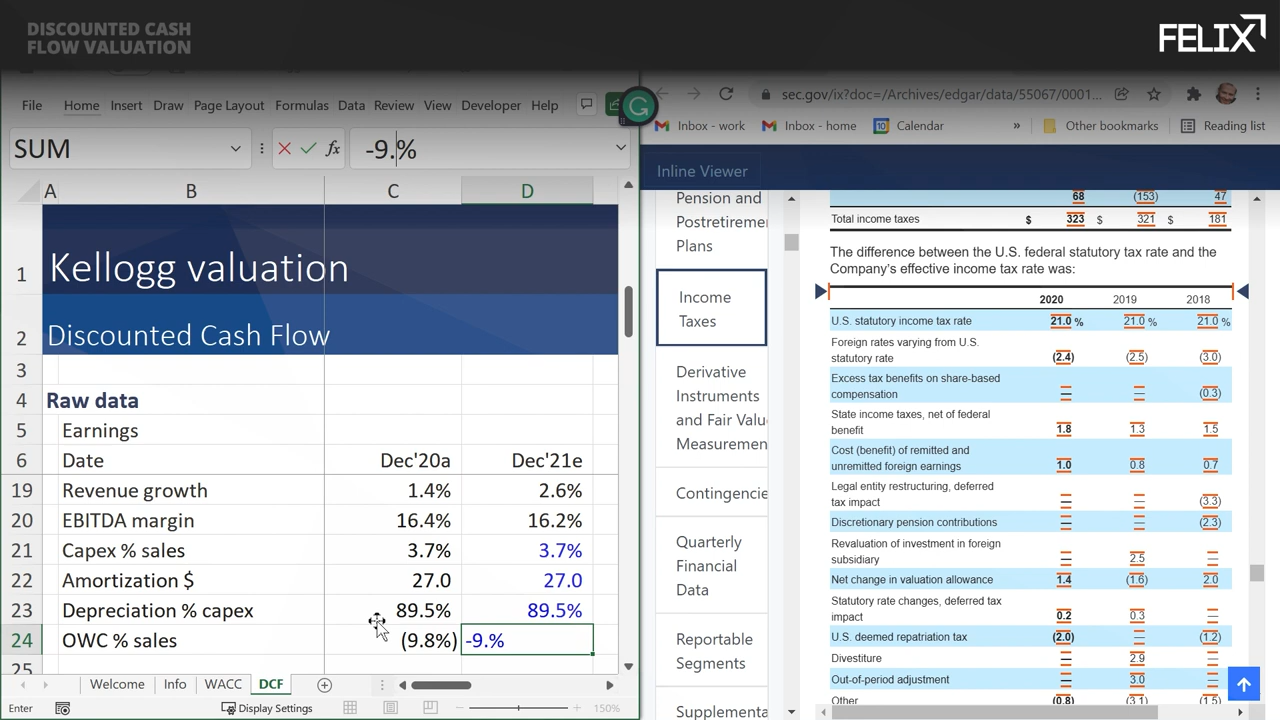 DISCOUNTED CASH
FLOW VALUATION
FELIX
File Home Insert Draw Page Layout Formulas Data Review View Developer Help
SUM
fx
-9.%
A B C D
1 Kellogg valuation
2 Discounted Cash Flow
3
4 Raw data
5 Earnings
6 Date Dec'20a Dec'21e
19 Revenue growth 1.4% 2.6%
20 EBITDA margin 16.4% 16.2%
21 Capex % sales 3.7% 3.7%
22 Amortization $ 27.0 27.0
23 Depreciation % capex 89.5% 89.5%
24 OWC % sales (9.8%) -9.%
25
Welcome Info WACC DCF
Enter
Display Settings
150%
sec.gov/ix?doc=/Archives/edgar/data/55067/0001...
Inbox - work Inbox - home Calendar » Other bookmarks Reading list
Inline Viewer
Pension and
Postretiremer
Plans
Income
Taxes
Derivative
Instruments
and Fair Valu
Measuremen
Contingencie
Quarterly
Financial
Data
Reportable
Segments
Supplementa
68 (153) 47
Total income taxes $ 323 $ 321 $ 181
The difference between the U.S. federal statutory tax rate and the
Company's effective income tax rate was:
2020 2019 2018
U.S. statutory income tax rate 21.0 % 21.0 % 21.0 %
Foreign rates varying from U.S.
statutory rate (2.4) (2.5) (3.0)
Excess tax benefits on share-based
compensation — — (0.3)
State income taxes, net of federal
benefit 1.8 1.3 1.5
Cost (benefit) of remitted and
unremitted foreign earnings 1.0 0.8 0.7
Legal entity restructuring, deferred
tax impact — — (3.3)
Discretionary pension contributions — — (2.3)
Revaluation of investment in foreign
subsidiary — 2.5 —
Net change in valuation allowance 1.4 (1.6) 2.0
Statutory rate changes, deferred tax
impact 0.2 0.3 —
U.S. deemed repatriation tax (2.0) — (1.2)
Divestiture — 2.9 —
Out-of-period adjustment — 3.0 —
Other (0.8) (3.1) (1.5)